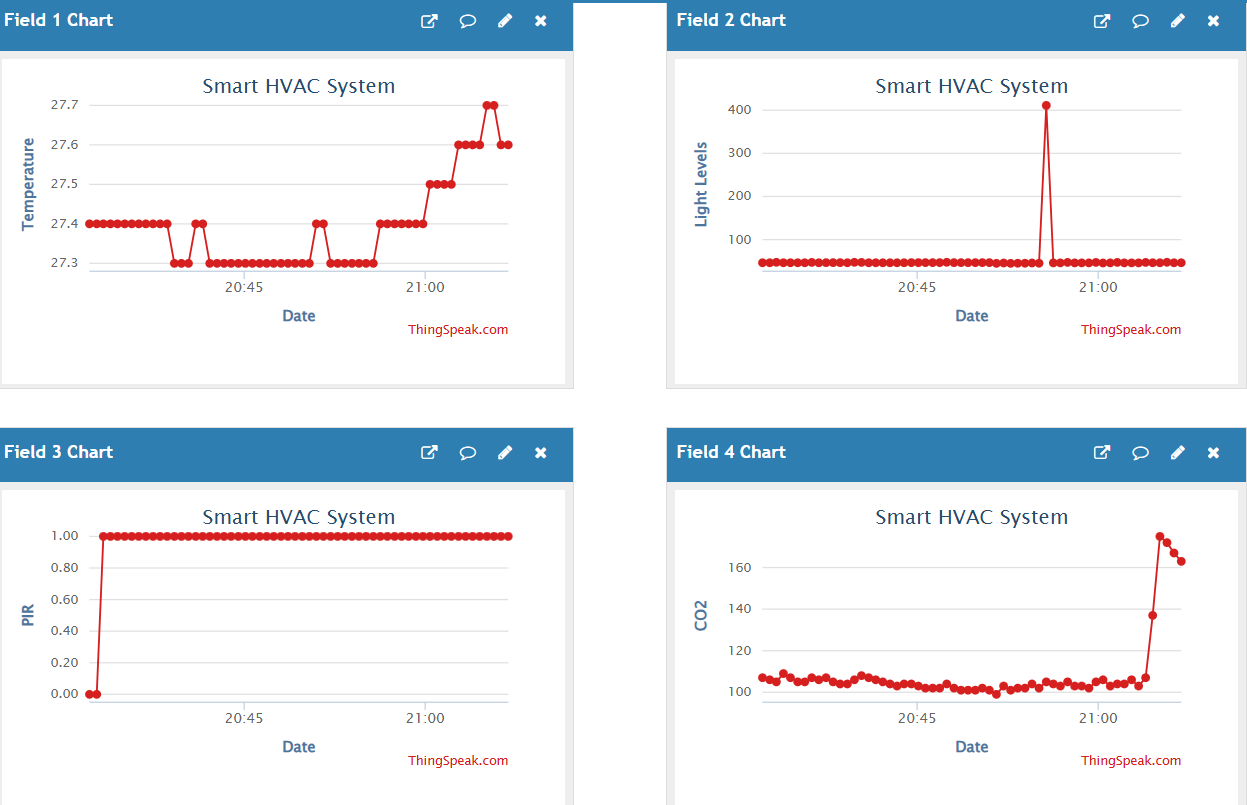 Field 1 Chart
Smart HVAC System
27.7
27.6
27.5
27.4
27.3
Temperature
20:45
21:00
Date
ThingSpeak.com
Field 2 Chart
Smart HVAC System
400
300
200
100
Light Levels
20:45
21:00
Date
ThingSpeak.com
Field 3 Chart
Smart HVAC System
1.00
0.80
0.60
0.40
0.20
0.00
PIR
20:45
21:00
Date
ThingSpeak.com
Field 4 Chart
Smart HVAC System
160
140
120
100
CO2
20:45
21:00
Date
ThingSpeak.com